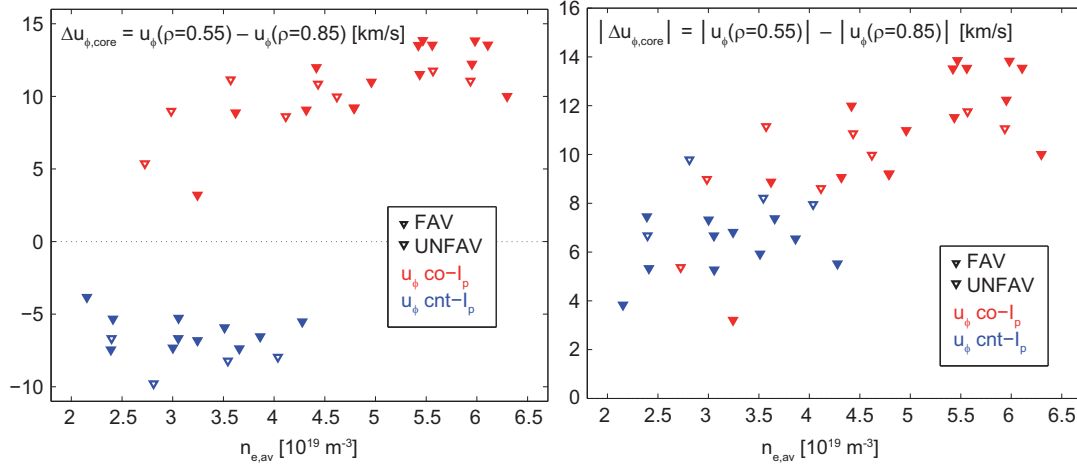 Δu_ϕ,core = u_ϕ(ρ=0.55) − u_ϕ(ρ=0.85) [km/s]
15
10
5
0
−5
−10
FAV
UNFAV
u_ϕ co−I_p
u_ϕ cnt−I_p
2 2.5 3 3.5 4 4.5 5 5.5 6 6.5
n_e,av [10^19 m^-3]
|Δu_ϕ,core| = |u_ϕ(ρ=0.55)| − |u_ϕ(ρ=0.85)| [km/s]
16
14
12
10
8
6
4
2
0
FAV
UNFAV
u_ϕ co−I_p
u_ϕ cnt−I_p
2 2.5 3 3.5 4 4.5 5 5.5 6 6.5
n_e,av [10^19 m^-3]